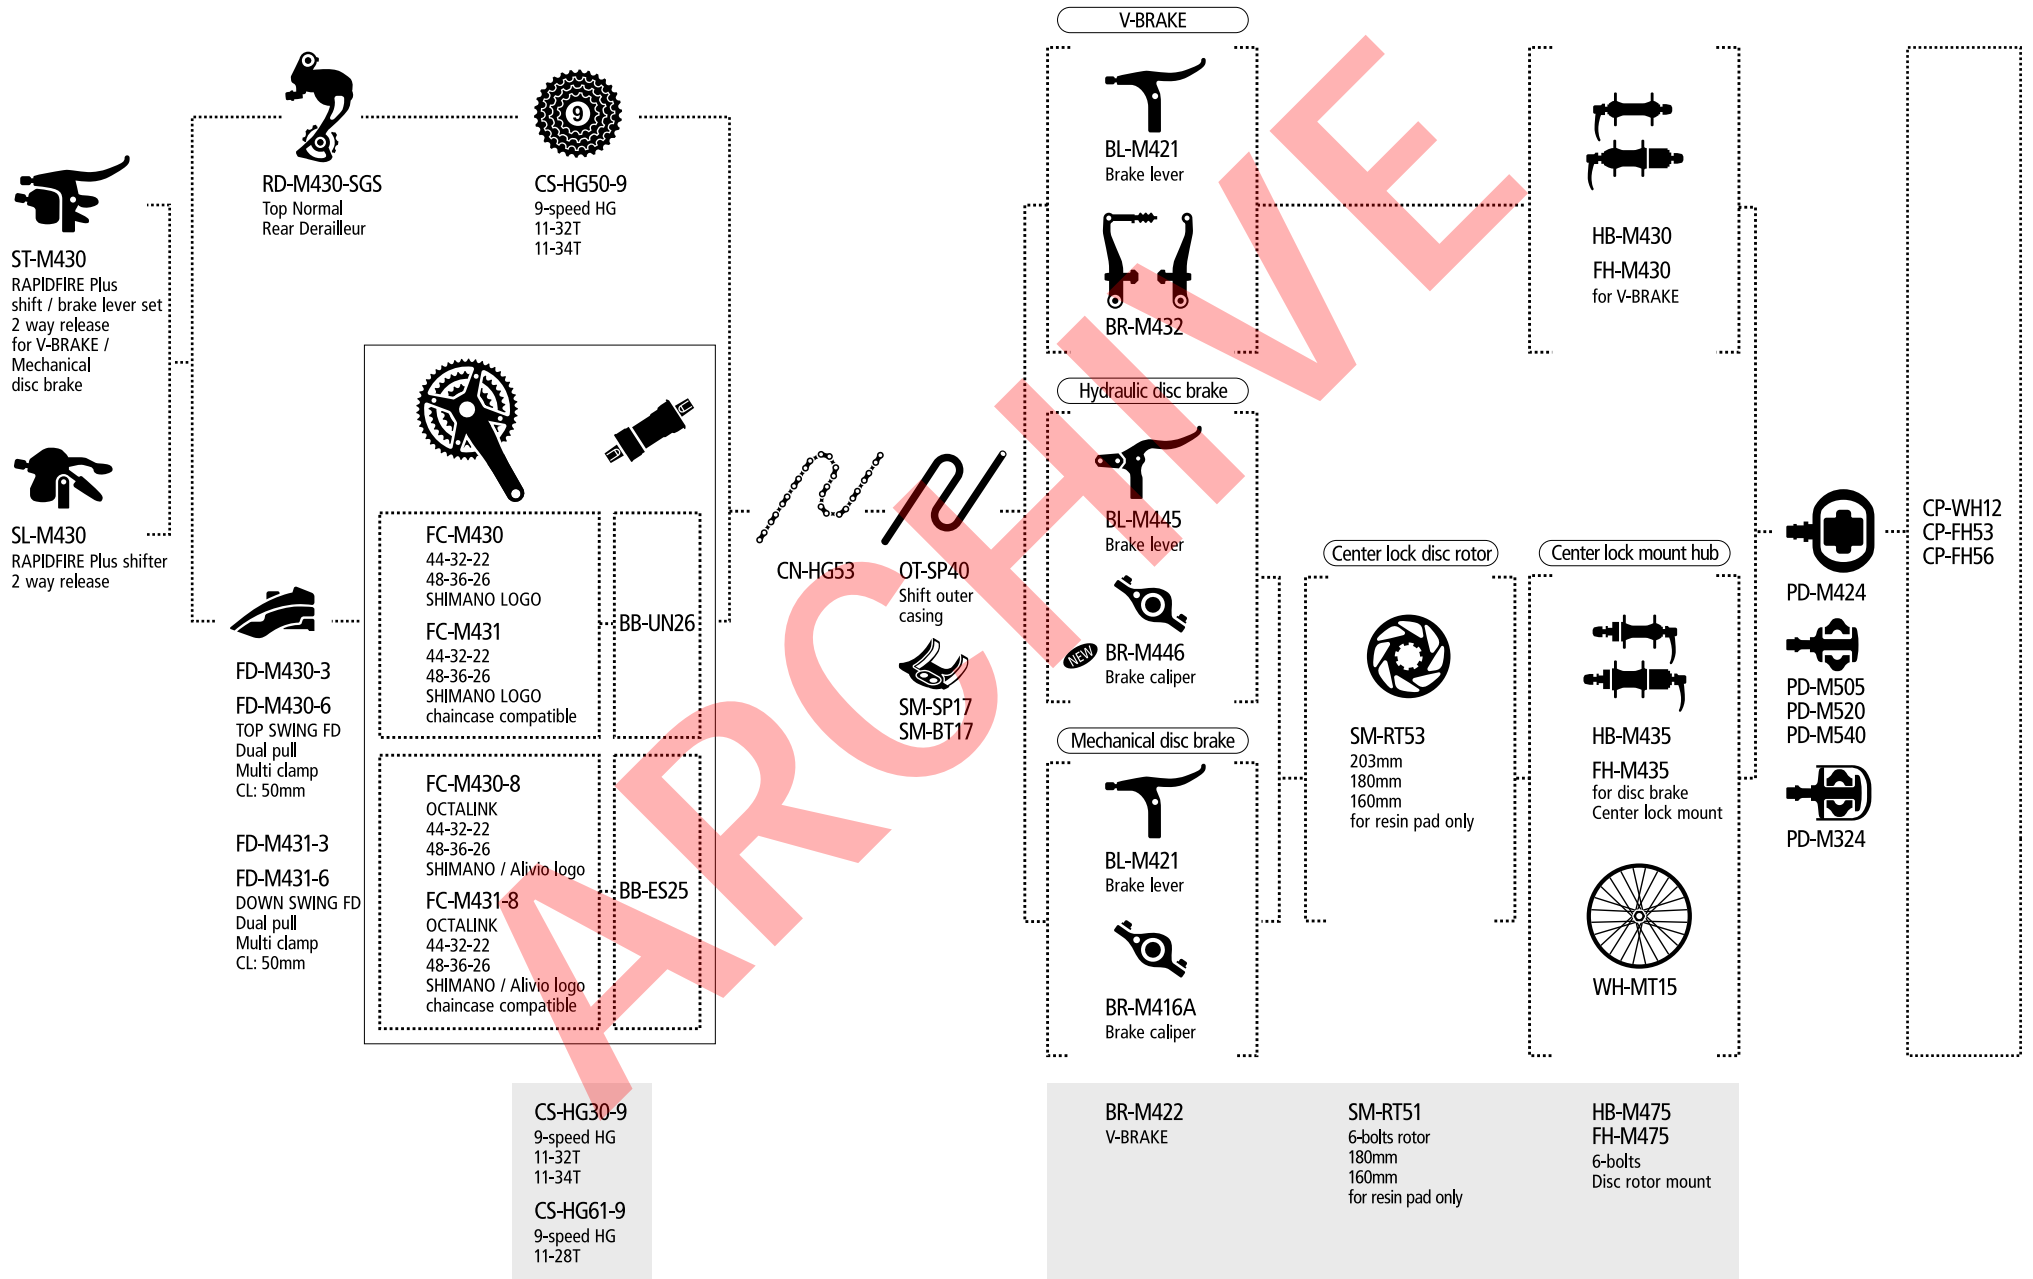 V-BRAKE
ST-M430
RAPIDFIRE Plus
shift / brake lever set
2 way release
for V-BRAKE /
Mechanical
disc brake
SL-M430
RAPIDFIRE Plus shifter
2 way release
RD-M430-SGS
Top Normal
Rear Derailleur
9
CS-HG50-9
9-speed HG
11-32T
11-34T
FD-M430-3
FD-M430-6
TOP SWING FD
Dual pull
Multi clamp
CL: 50mm
FD-M431-3
FD-M431-6
DOWN SWING FD
Dual pull
Multi clamp
CL: 50mm
FC-M430
44-32-22
48-36-26
SHIMANO LOGO
FC-M431
44-32-22
48-36-26
SHIMANO LOGO
chaincase compatible
BB-UN26
FC-M430-8
OCTALINK
44-32-22
48-36-26
SHIMANO / Alivio logo
FC-M431-8
OCTALINK
44-32-22
48-36-26
SHIMANO / Alivio logo
chaincase compatible
BB-ES25
CN-HG53
OT-SP40
Shift outer
casing
SM-SP17
SM-BT17
BL-M421
Brake lever
BR-M432
Hydraulic disc brake
BL-M445
Brake lever
NEW
BR-M446
Brake caliper
Mechanical disc brake
BL-M421
Brake lever
BR-M416A
Brake caliper
Center lock disc rotor
SM-RT53
203mm
180mm
160mm
for resin pad only
HB-M430
FH-M430
for V-BRAKE
Center lock mount hub
HB-M435
FH-M435
for disc brake
Center lock mount
WH-MT15
PD-M424
PD-M505
PD-M520
PD-M540
PD-M324
CP-WH12
CP-FH53
CP-FH56
CS-HG30-9
9-speed HG
11-32T
11-34T
CS-HG61-9
9-speed HG
11-28T
BR-M422
V-BRAKE
SM-RT51
6-bolts rotor
180mm
160mm
for resin pad only
HB-M475
FH-M475
6-bolts
Disc rotor mount
ARCHIVE